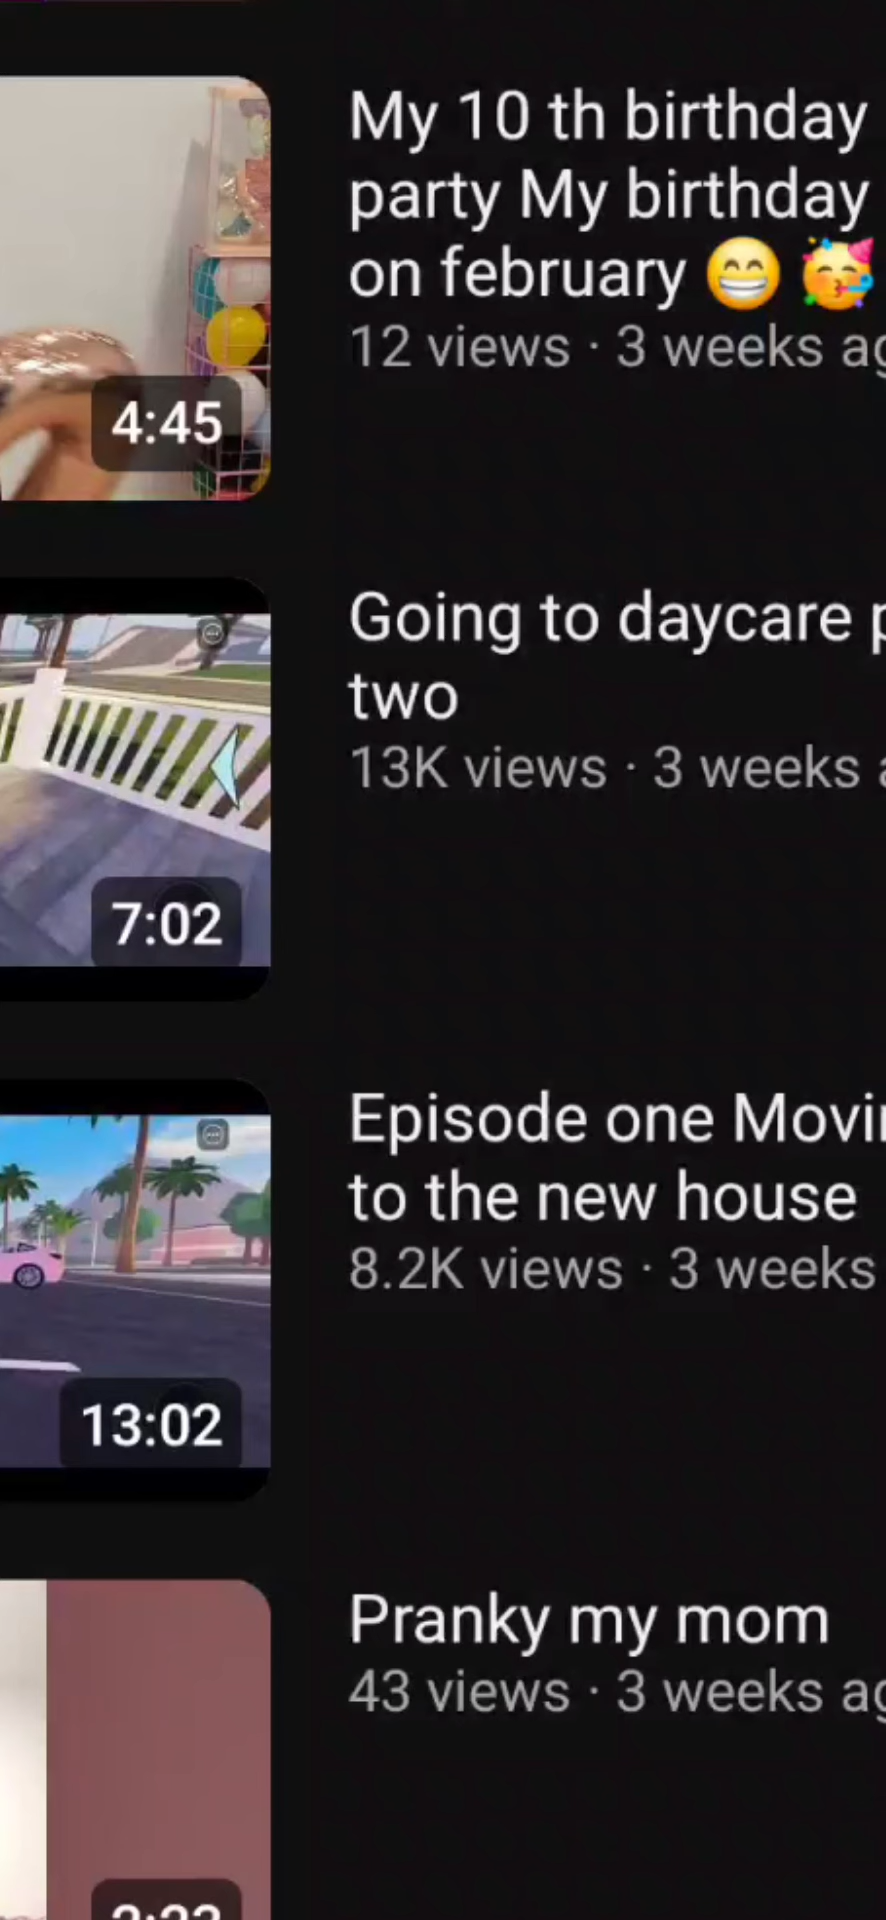 My 10 th birthday
party My birthday
on february 😁 🥳
12 views · 3 weeks
4:45
Going to daycare
two
13K views · 3 weeks
7:02
Episode one
to the new house
8.2K views · 3 weeks
13:02
Pranky my mom
43 views · 3 weeks